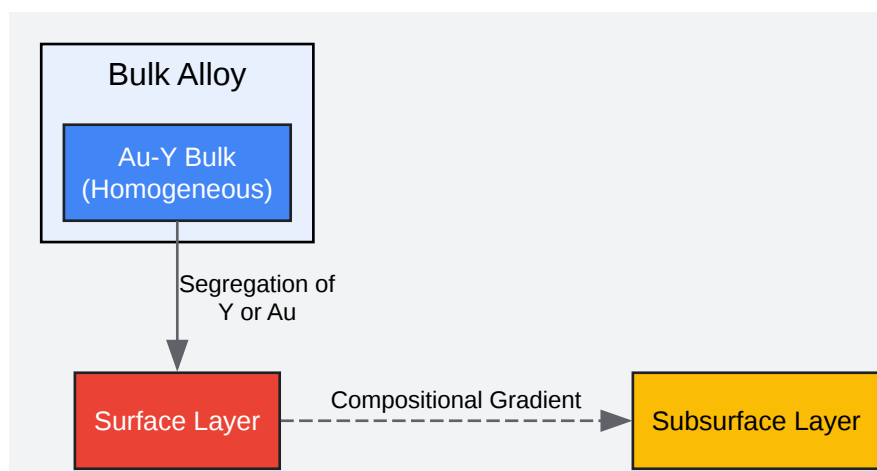 Bulk Alloy
Au-Y Bulk
(Homogeneous)
Segregation of
Y or Au
Surface Layer
Compositional Gradient
Subsurface Layer